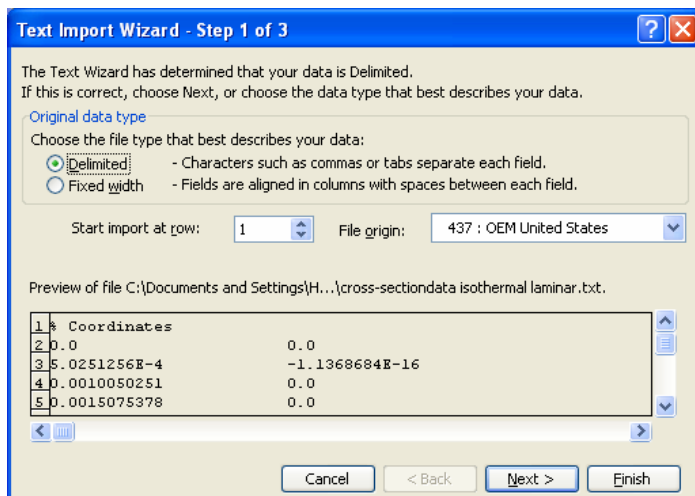 Text Import Wizard - Step 1 of 3
The Text Wizard has determined that your data is Delimited.
If this is correct, choose Next, or choose the data type that best describes your data.
Original data type
Choose the file type that best describes your data:
Delimited - Characters such as commas or tabs separate each field.
Fixed width - Fields are aligned in columns with spaces between each field.
Start import at row: 1 File origin: 437 : OEM United States
Preview of file C:\Documents and Settings\H...\cross-sectiondata isothermal laminar.txt.
1 % Coordinates
2 0.0 0.0
3 5.0251256E-4 -1.1368684E-16
4 0.0010050251 0.0
5 0.0015075378 0.0
Cancel < Back Next > Finish